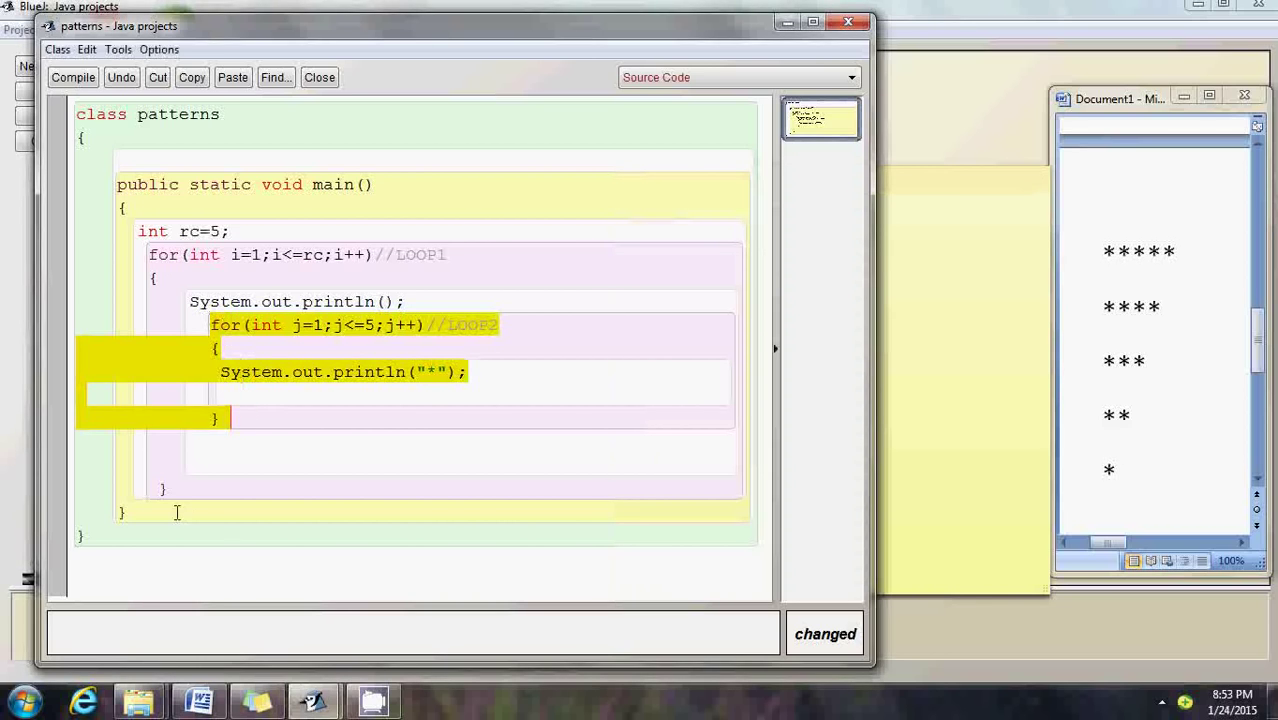 BlueJ: Java projects
patterns - Java projects
Class Edit Tools Options
Compile Undo Cut Copy Paste Find... Close
Source Code
class patterns
{
public static void main()
{
int rc=5;
for(int i=1;i<=rc;i++)//LOOP1
{
System.out.println();
for(int j=1;j<=5;j++)//LOOP2
{
System.out.println("*");
}
}
}
}
changed
Document1 - Mi...
*****
****
***
**
*
100%
8:53 PM
1/24/2015